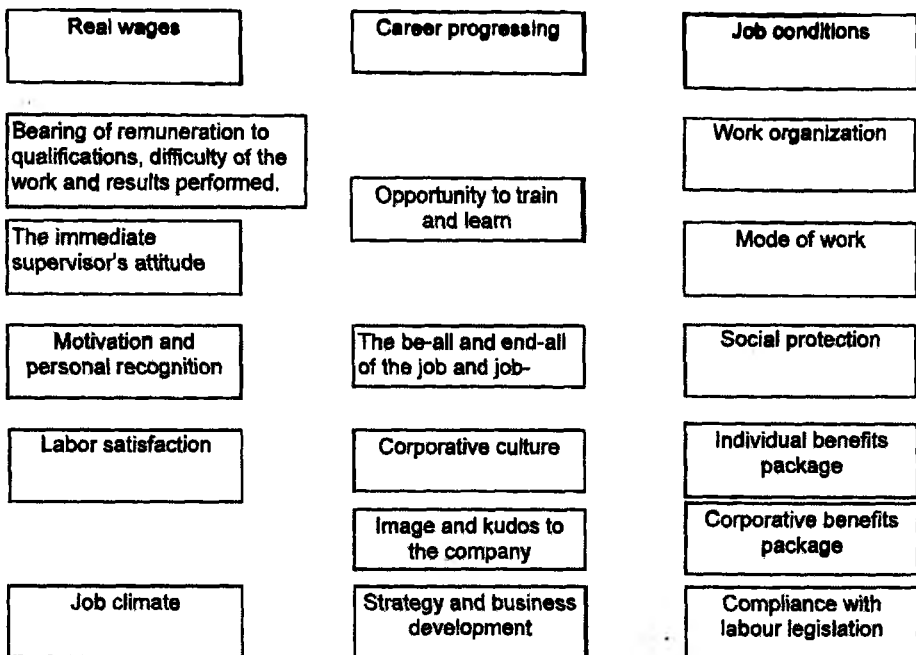 Real wages
Career progressing
Job conditions
Bearing of remuneration to
qualifications, difficulty of the
work and results performed.
Opportunity to train
and learn
Work organization
The immediate
supervisor's attitude
Mode of work
Motivation and
personal recognition
The be-all and end-all
of the job and job-
Social protection
Labor satisfaction
Corporative culture
Individual benefits
package
Image and kudos to
the company
Corporative benefits
package
Job climate
Strategy and business
development
Compliance with
labour legislation